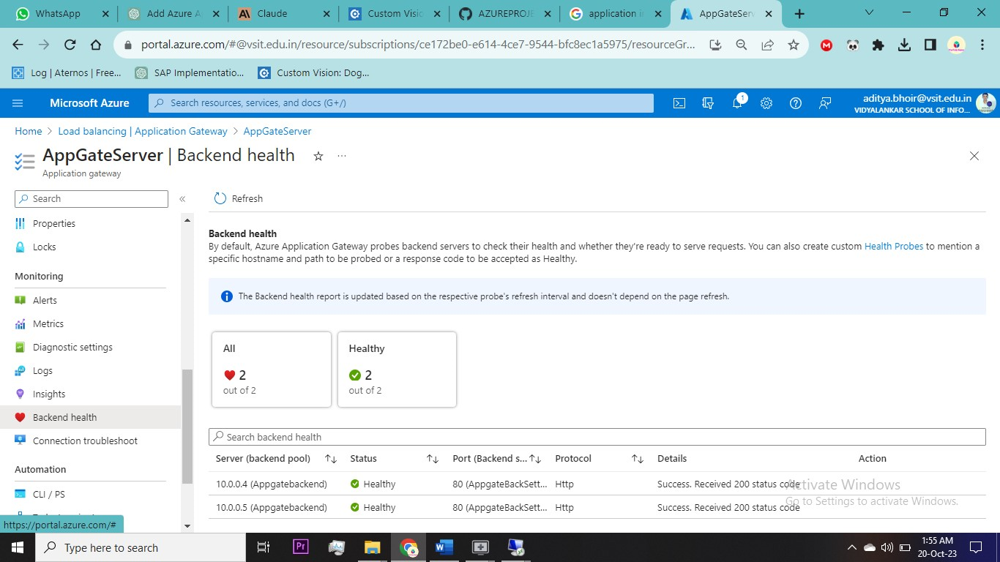 WhatsApp
Add Azure A
Claude
Custom Visio
AZUREPROJE
application in
AppGateServ
portal.azure.com/#@vsit.edu.in/resource/subscriptions/ce172be0-e614-4ce7-9544-bfc8ec1a5975/resourceGr...
Log | Aternos | Free...
SAP Implementatio...
Custom Vision: Dog...
Microsoft Azure
Search resources, services, and docs (G+/)
1
aditya.bhoir@vsit.edu.in
VIDYALANKAR SCHOOL OF INFO...
Home > Load balancing | Application Gateway > AppGateServer
AppGateServer | Backend health
Application gateway
Search
Refresh
Properties
Locks
Monitoring
Alerts
Metrics
Diagnostic settings
Logs
Insights
Backend health
Connection troubleshoot
Automation
CLI / PS
https://portal.azure.com/#
Backend health
By default, Azure Application Gateway probes backend servers to check their health and whether they're ready to serve requests. You can also create custom Health Probes to mention a
specific hostname and path to be probed or a response code to be accepted as Healthy.
The Backend health report is updated based on the respective probe's refresh interval and doesn't depend on the page refresh.
All
2
out of 2
Healthy
2
out of 2
Search backend health
Server (backend pool) Status Port (Backend s... Protocol Details Action
10.0.0.4 (Appgatebackend) Healthy 80 (AppgateBackSett... Http Success. Received 200 status code
10.0.0.5 (Appgatebackend) Healthy 80 (AppgateBackSett... Http Success. Received 200 status code
Activate Windows
Go to Settings to activate Windows.
Type here to search
Pr
1:55 AM
20-Oct-23